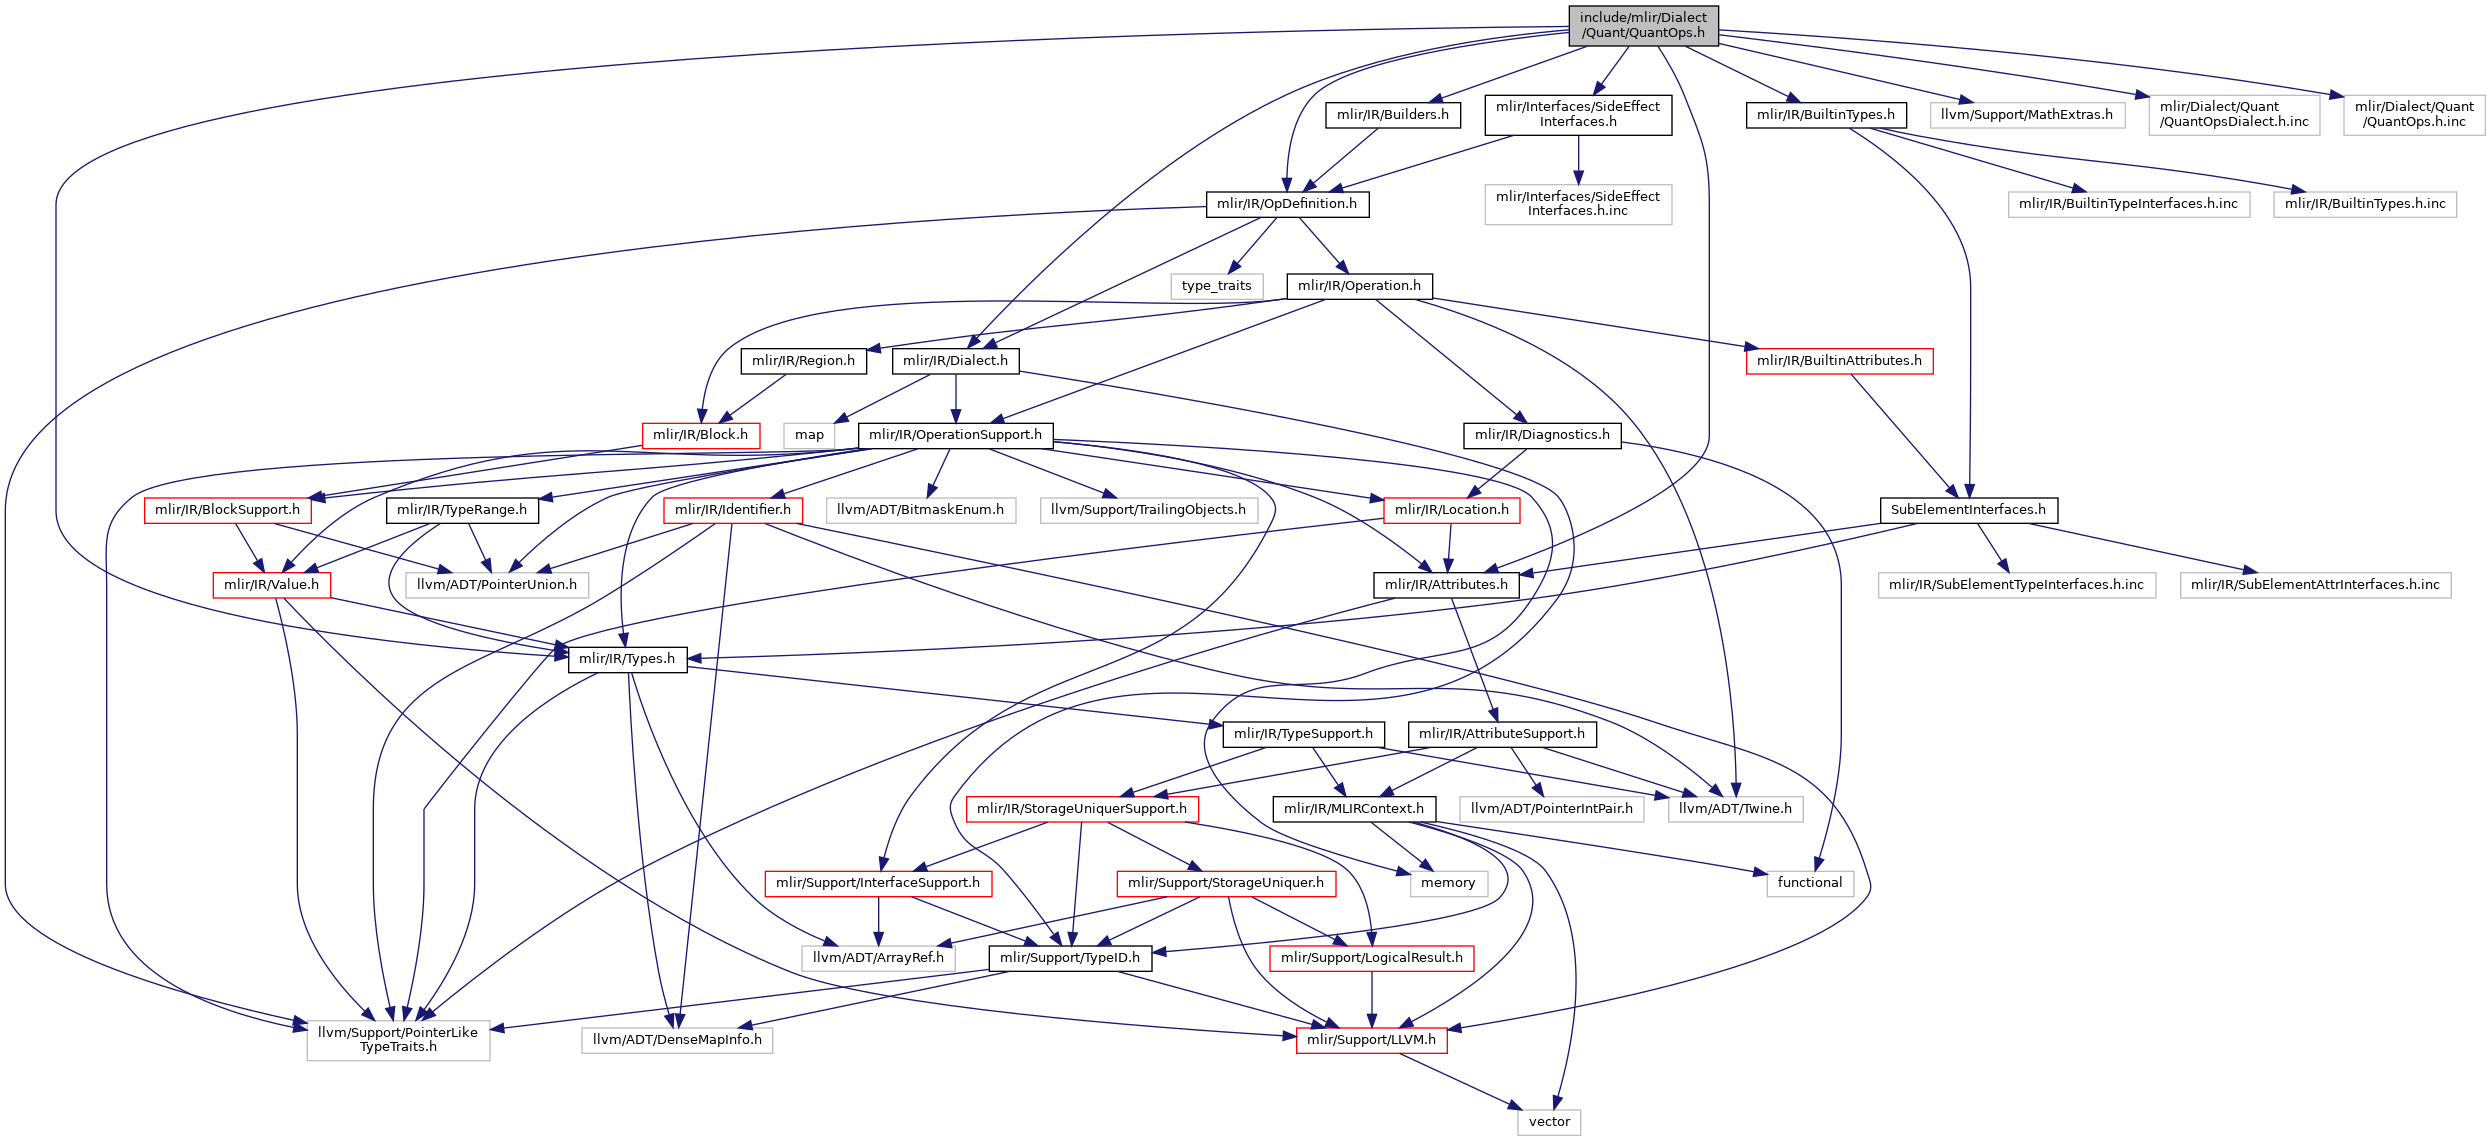 include/mlir/Dialect
/Quant/QuantOps.h
mlir/IR/Builders.h
mlir/Interfaces/SideEffect
Interfaces.h
mlir/IR/BuiltinTypes.h
llvm/Support/MathExtras.h
mlir/Dialect/Quant
/QuantOpsDialect.h.inc
mlir/Dialect/Quant
/QuantOps.h.inc
mlir/IR/OpDefinition.h
mlir/Interfaces/SideEffect
Interfaces.h.inc
mlir/IR/BuiltinTypeInterfaces.h.inc
mlir/IR/BuiltinTypes.h.inc
type_traits
mlir/IR/Operation.h
mlir/IR/Region.h
mlir/IR/Dialect.h
mlir/IR/BuiltinAttributes.h
mlir/IR/Block.h
map
mlir/IR/OperationSupport.h
mlir/IR/Diagnostics.h
mlir/IR/BlockSupport.h
mlir/IR/TypeRange.h
mlir/IR/Identifier.h
llvm/ADT/BitmaskEnum.h
llvm/Support/TrailingObjects.h
mlir/IR/Location.h
SubElementInterfaces.h
mlir/IR/Value.h
llvm/ADT/PointerUnion.h
mlir/IR/Attributes.h
mlir/IR/SubElementTypeInterfaces.h.inc
mlir/IR/SubElementAttrInterfaces.h.inc
mlir/IR/Types.h
mlir/IR/TypeSupport.h
mlir/IR/AttributeSupport.h
mlir/IR/StorageUniquerSupport.h
mlir/IR/MLIRContext.h
llvm/ADT/PointerIntPair.h
llvm/ADT/Twine.h
mlir/Support/InterfaceSupport.h
mlir/Support/StorageUniquer.h
memory
functional
llvm/ADT/ArrayRef.h
mlir/Support/TypeID.h
mlir/Support/LogicalResult.h
llvm/Support/PointerLike
TypeTraits.h
llvm/ADT/DenseMapInfo.h
mlir/Support/LLVM.h
vector